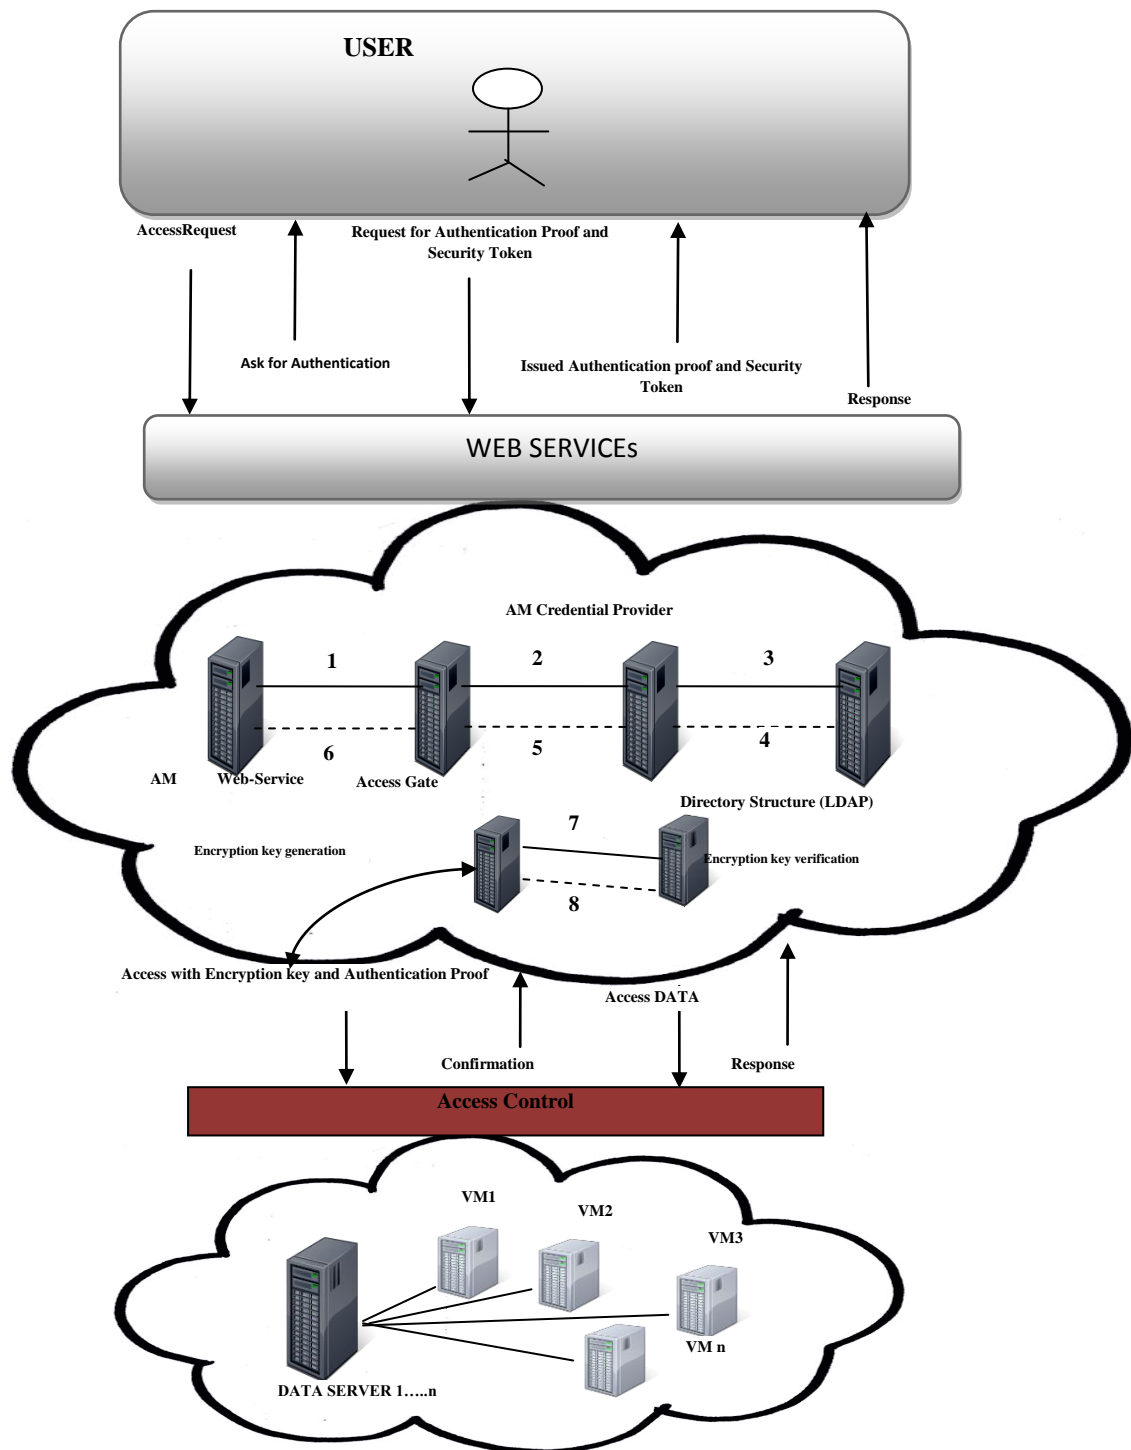 USER
AccessRequest
Request for Authentication Proof and
Security Token
Ask for Authentication
Issued Authentication proof and Security
Token
Response
WEB SERVICEs
AM Credential Provider
1
2
3
6
5
4
AM Web-Service
Access Gate
Directory Structure (LDAP)
7
Encryption key generation
Encryption key verification
8
Access with Encryption key and Authentication Proof
Access DATA
Confirmation
Response
Access Control
VM1
VM2
VM3
VM n
DATA SERVER 1…..n